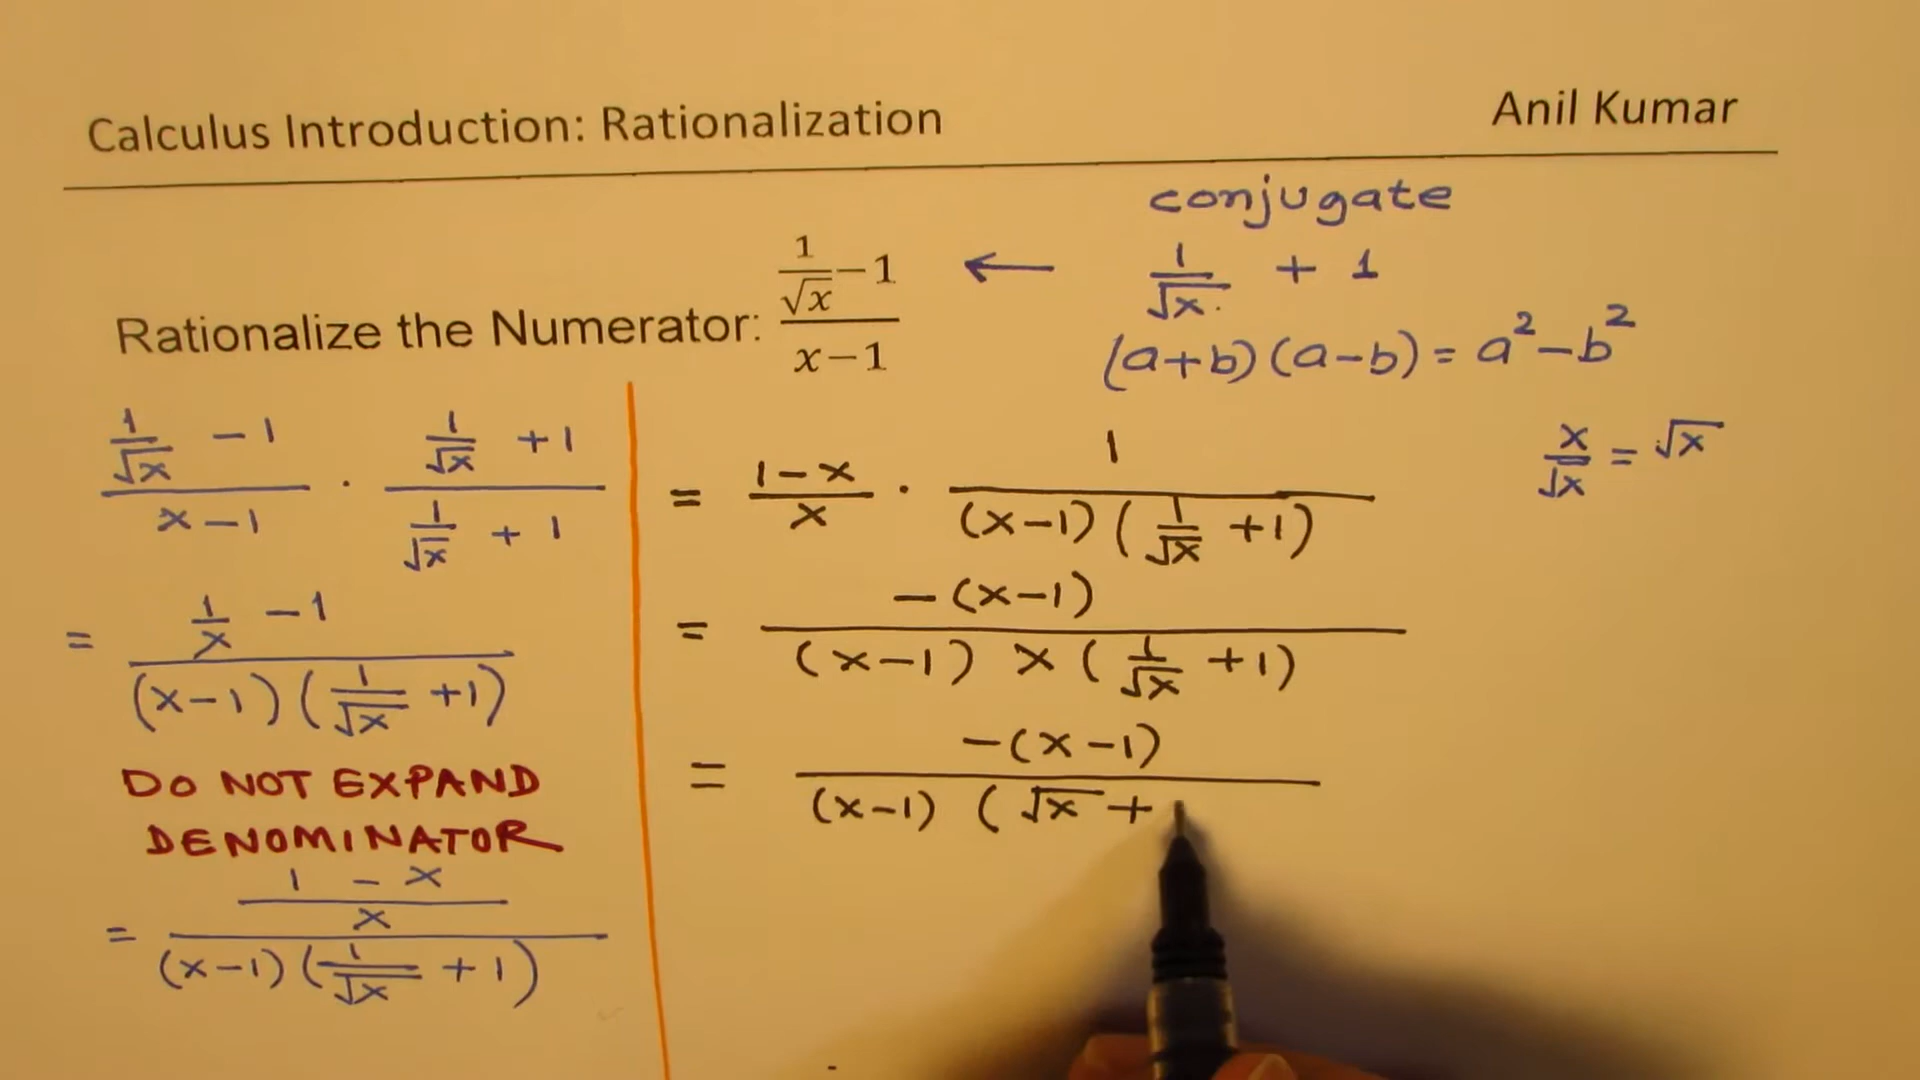 Calculus Introduction: Rationalization Anil Kumar
conjugate
Rationalize the Numerator: (1/√x − 1)/(x − 1) ← 1/√x + 1
(a+b)(a−b) = a² − b²
(1/√x − 1)/(x − 1) · (1/√x + 1)/(1/√x + 1)
= (1/x − 1)/((x−1)(1/√x + 1))
DO NOT EXPAND
DENOMINATOR
= ((1 − x)/x)/((x−1)(1/√x + 1))
= (1−x)/x · 1/((x−1)(1/√x + 1))
= −(x−1)/((x−1) x (1/√x + 1))
= −(x−1)/((x−1) (√x +
x/√x = √x